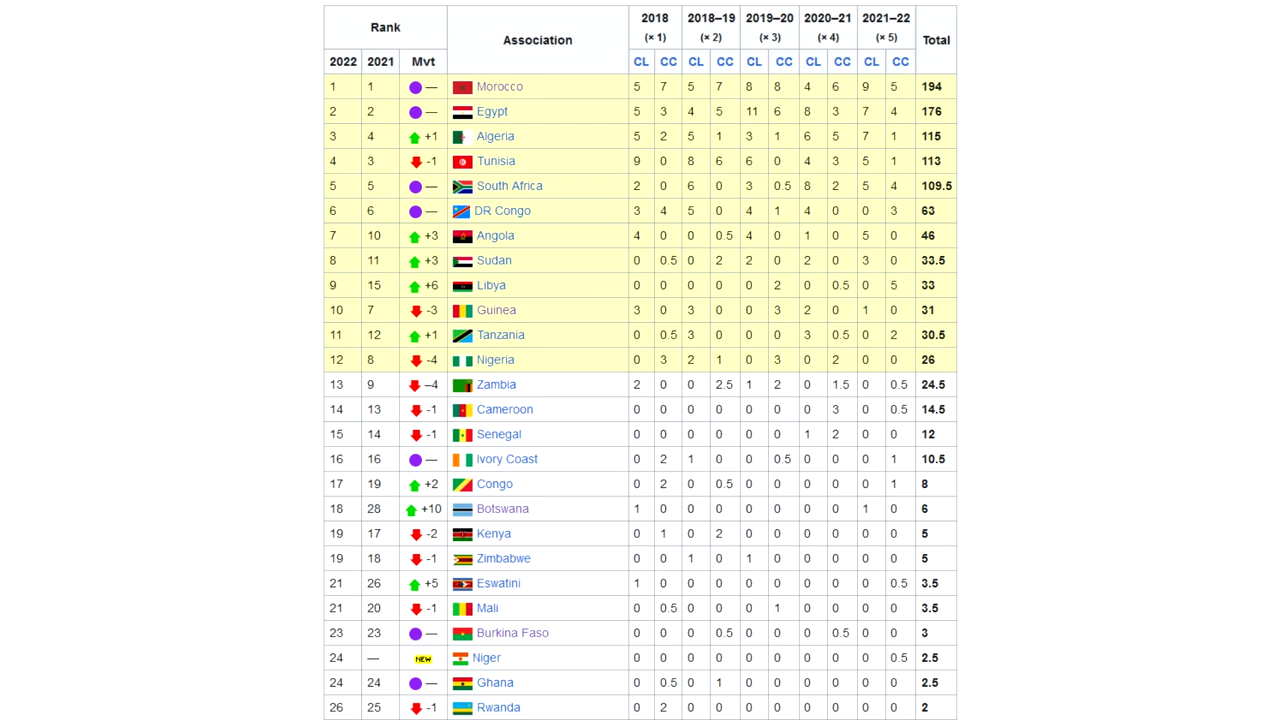 Rank Association 2018 (× 1) 2018–19 (× 2) 2019–20 (× 3) 2020–21 (× 4) 2021–22 (× 5) Total
2022 2021 Mvt CL CC CL CC CL CC CL CC CL CC
1 1 — Morocco 5 7 5 7 8 8 4 6 9 5 194
2 2 — Egypt 5 3 4 5 11 6 8 3 7 4 176
3 4 +1 Algeria 5 2 5 1 3 1 6 5 7 1 115
4 3 -1 Tunisia 9 0 8 6 6 0 4 3 5 1 113
5 5 — South Africa 2 0 6 0 3 0.5 8 2 5 4 109.5
6 6 — DR Congo 3 4 5 0 4 1 4 0 0 3 63
7 10 +3 Angola 4 0 0 0.5 4 0 1 0 5 0 46
8 11 +3 Sudan 0 0.5 0 2 2 0 2 0 3 0 33.5
9 15 +6 Libya 0 0 0 0 0 2 0 0.5 0 5 33
10 7 -3 Guinea 3 0 3 0 0 3 2 0 1 0 31
11 12 +1 Tanzania 0 0.5 3 0 0 0 3 0.5 0 2 30.5
12 8 -4 Nigeria 0 3 2 1 0 3 0 2 0 0 26
13 9 –4 Zambia 2 0 0 2.5 1 2 0 1.5 0 0.5 24.5
14 13 -1 Cameroon 0 0 0 0 0 0 0 3 0 0.5 14.5
15 14 -1 Senegal 0 0 0 0 0 0 1 2 0 0 12
16 16 — Ivory Coast 0 2 1 0 0 0.5 0 0 0 1 10.5
17 19 +2 Congo 0 2 0 0.5 0 0 0 0 0 1 8
18 28 +10 Botswana 1 0 0 0 0 0 0 0 1 0 6
19 17 -2 Kenya 0 1 0 2 0 0 0 0 0 0 5
19 18 -1 Zimbabwe 0 0 1 0 1 0 0 0 0 0 5
21 26 +5 Eswatini 1 0 0 0 0 0 0 0 0 0.5 3.5
21 20 -1 Mali 0 0.5 0 0 0 1 0 0 0 0 3.5
23 23 — Burkina Faso 0 0 0 0.5 0 0 0 0.5 0 0 3
24 — NEW Niger 0 0 0 0 0 0 0 0 0 0.5 2.5
24 24 — Ghana 0 0.5 0 1 0 0 0 0 0 0 2.5
26 25 -1 Rwanda 0 2 0 0 0 0 0 0 0 0 2